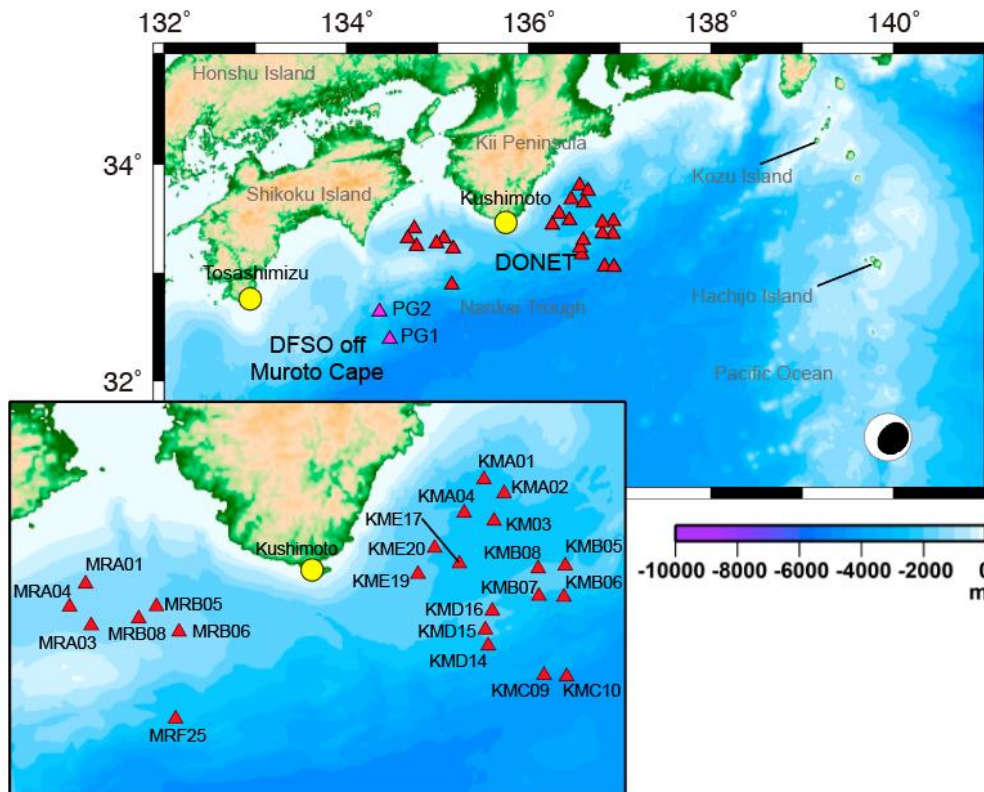 132˚
134˚
136˚
138˚
140˚
Honshu Island
Kii Peninsula
34˚
Kozu Island
Shikoku Island
Kushimoto
DONET
Tosashimizu
Hachijo Island
Nankai Trough
PG2
PG1
DFSO off
Muroto Cape
Pacific Ocean
32˚
KMA01
KMA02
KMA04
KME17
KM03
KME20
KMB08
KMB05
Kushimoto
KME19
KMB07
KMB06
MRA01
MRA04
MRB05
KMD16
MRA03
MRB08
MRB06
KMD15
KMD14
KMC09
KMC10
MRF25
-10000
-8000
-6000
-4000
-2000
0
m